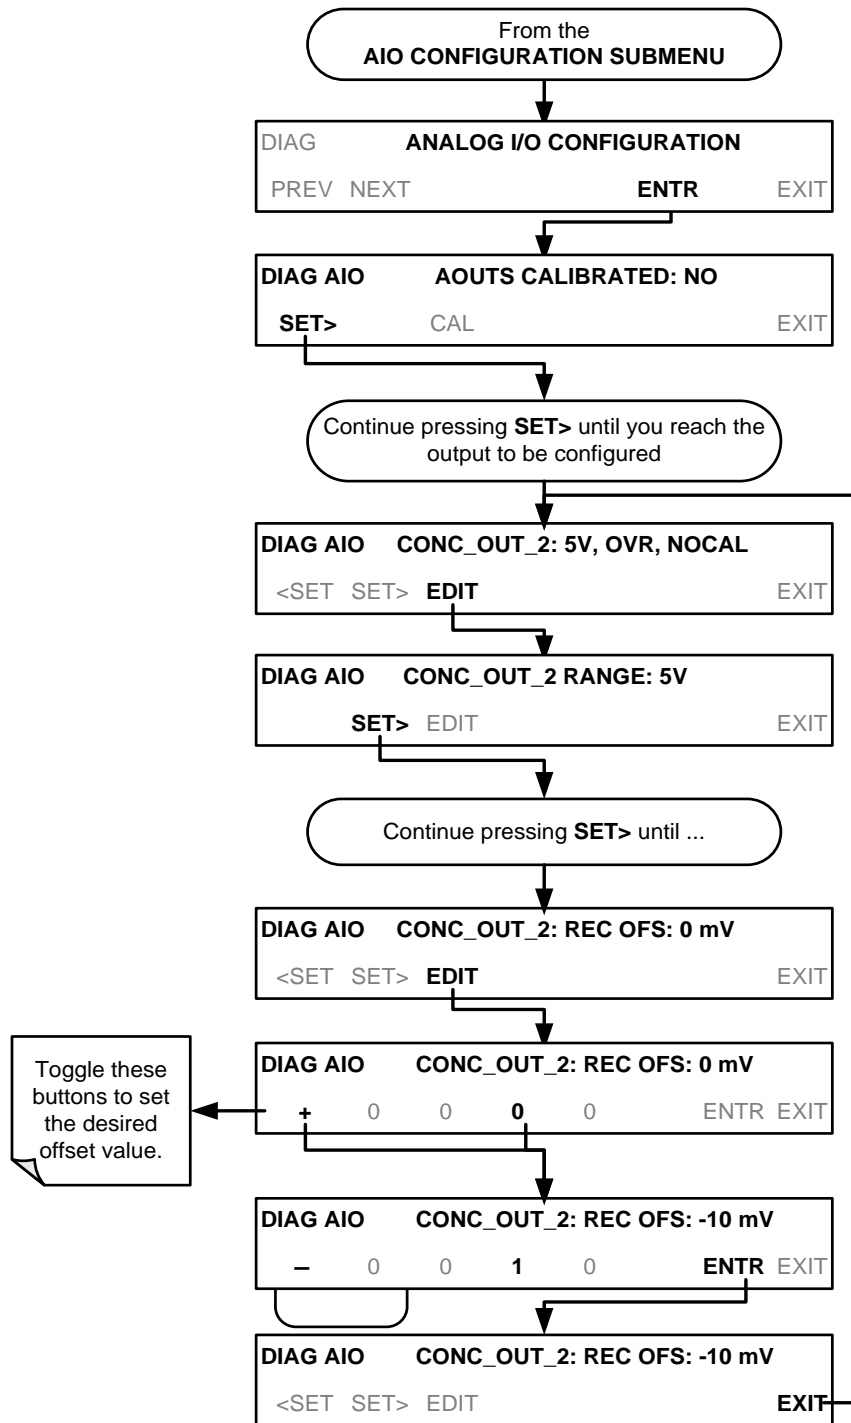 From the
AIO CONFIGURATION SUBMENU
DIAG ANALOG I/O CONFIGURATION
PREV NEXT ENTR EXIT
DIAG AIO AOUTS CALIBRATED: NO
SET> CAL EXIT
Continue pressing SET> until you reach the
output to be configured
DIAG AIO CONC_OUT_2: 5V, OVR, NOCAL
<SET SET> EDIT EXIT
DIAG AIO CONC_OUT_2 RANGE: 5V
SET> EDIT EXIT
Continue pressing SET> until ...
DIAG AIO CONC_OUT_2: REC OFS: 0 mV
<SET SET> EDIT EXIT
Toggle these
buttons to set
the desired
offset value.
DIAG AIO CONC_OUT_2: REC OFS: 0 mV
+ 0 0 0 0 ENTR EXIT
DIAG AIO CONC_OUT_2: REC OFS: -10 mV
– 0 0 1 0 ENTR EXIT
DIAG AIO CONC_OUT_2: REC OFS: -10 mV
<SET SET> EDIT EXIT